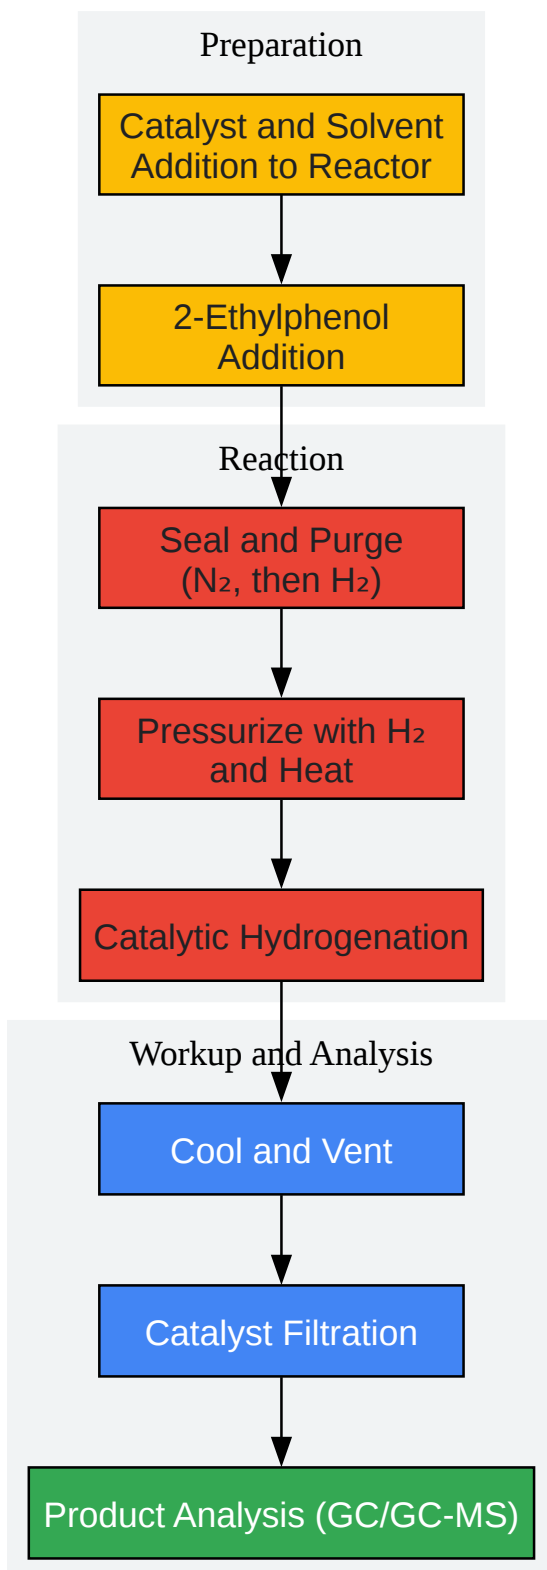 Preparation
Catalyst and Solvent
Addition to Reactor
2-Ethylphenol
Addition
Reaction
Seal and Purge
(N₂, then H₂)
Pressurize with H₂
and Heat
Catalytic Hydrogenation
Workup and Analysis
Cool and Vent
Catalyst Filtration
Product Analysis (GC/GC-MS)